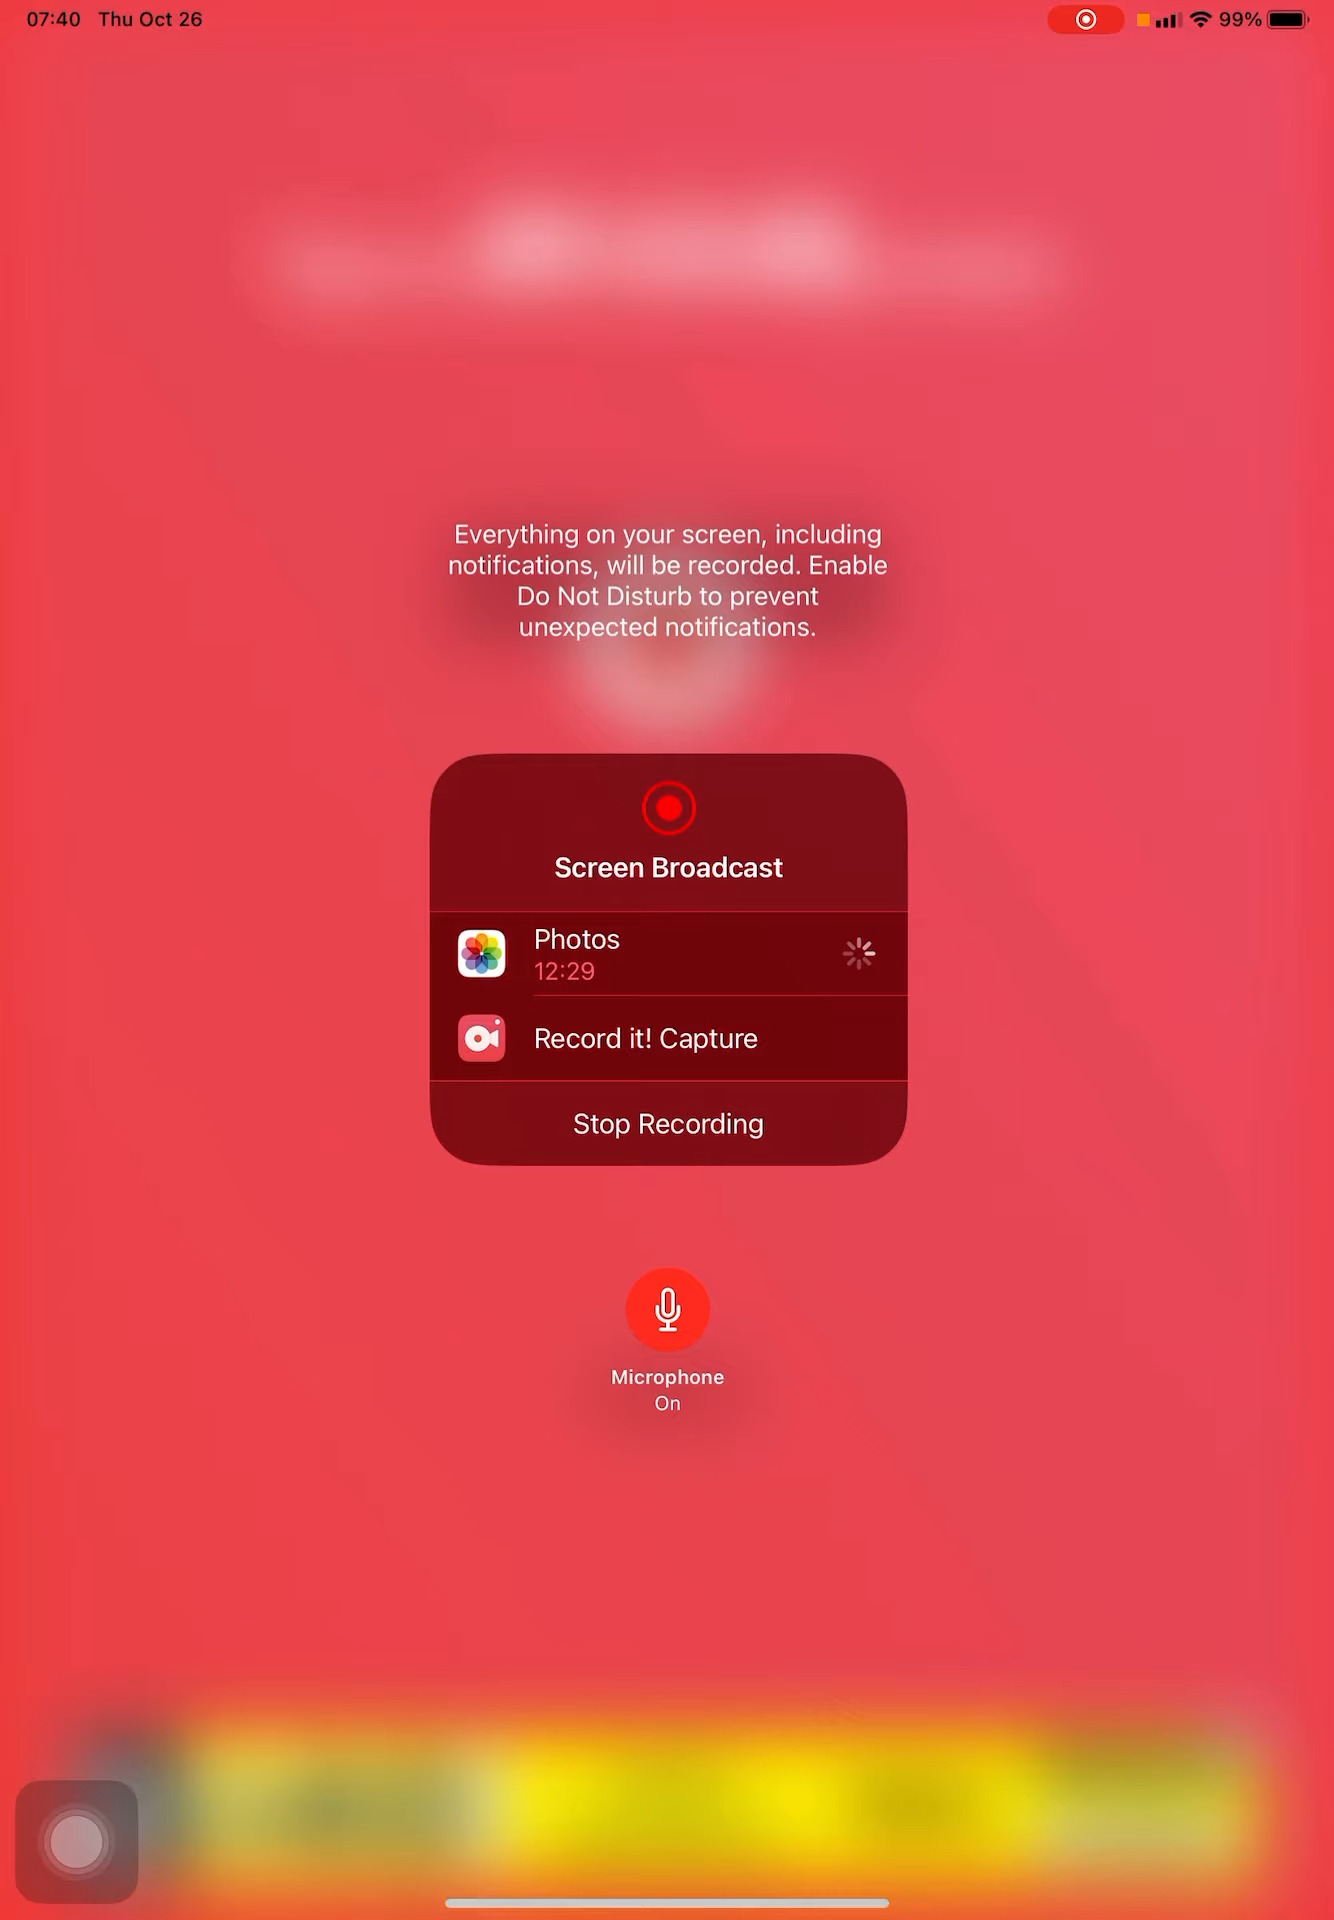 07:40 Thu Oct 26
99%
Everything on your screen, including
notifications, will be recorded. Enable
Do Not Disturb to prevent
unexpected notifications.
Screen Broadcast
Photos
12:29
Record it! Capture
Stop Recording
Microphone
On